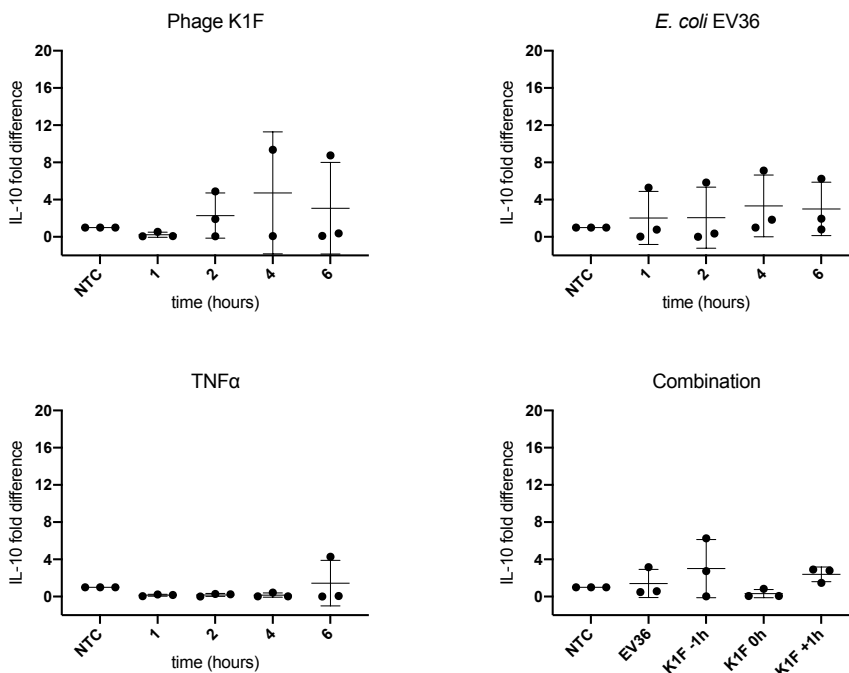 Phage K1F
IL-10 fold difference
20
16
12
8
4
0
NTC
1
2
4
6
time (hours)
E. coli EV36
IL-10 fold difference
20
16
12
8
4
0
NTC
1
2
4
6
time (hours)
TNFα
IL-10 fold difference
20
16
12
8
4
0
NTC
1
2
4
6
time (hours)
Combination
IL-10 fold difference
20
16
12
8
4
0
NTC
EV36
K1F -1h
K1F 0h
K1F +1h